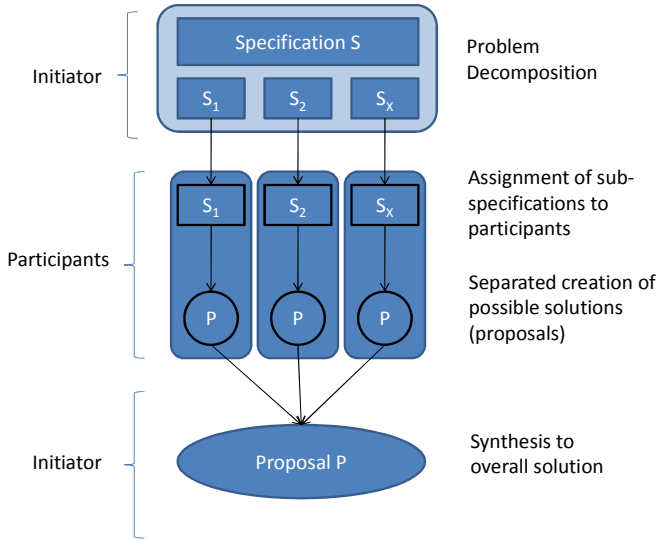 Specification S
Problem
Decomposition
Initiator
S1
S2
SX
Assignment of sub-
specifications to
participants
S1
S2
SX
Participants
Separated creation of
possible solutions
(proposals)
P
P
P
Initiator
Proposal P
Synthesis to
overall solution